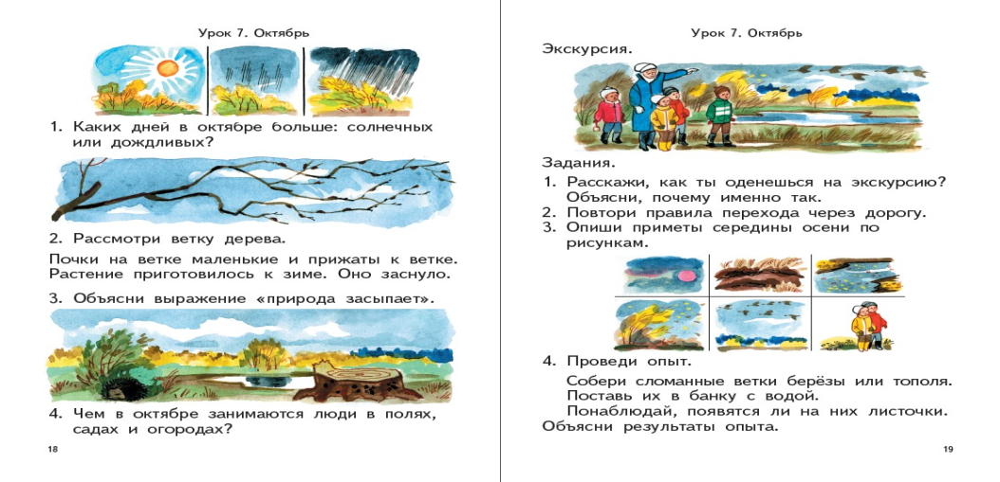 Урок 7. Октябрь
1. Каких дней в октябре больше: солнечных
или дождливых?
2. Рассмотри ветку дерева.
Почки на ветке маленькие и прижаты к ветке.
Растение приготовилось к зиме. Оно заснуло.
3. Объясни выражение «природа засыпает».
4. Чем в октябре занимаются люди в полях,
садах и огородах?
18
Урок 7. Октябрь
Экскурсия.
Задания.
1. Расскажи, как ты оденешься на экскурсию?
Объясни, почему именно так.
2. Повтори правила перехода через дорогу.
3. Опиши приметы середины осени по
рисункам.
4. Проведи опыт.
Собери сломанные ветки берёзы или тополя.
Поставь их в банку с водой.
Понаблюдай, появятся ли на них листочки.
Объясни результаты опыта.
19